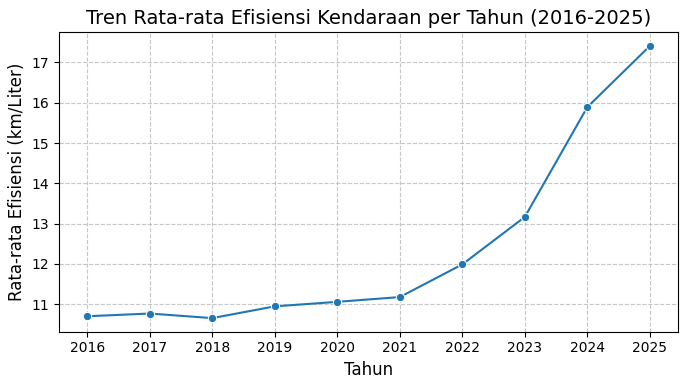 Tren Rata-rata Efisiensi Kendaraan per Tahun (2016-2025)
Rata-rata Efisiensi (km/Liter)
17
16
15
14
13
12
11
2016 2017 2018 2019 2020 2021 2022 2023 2024 2025
Tahun